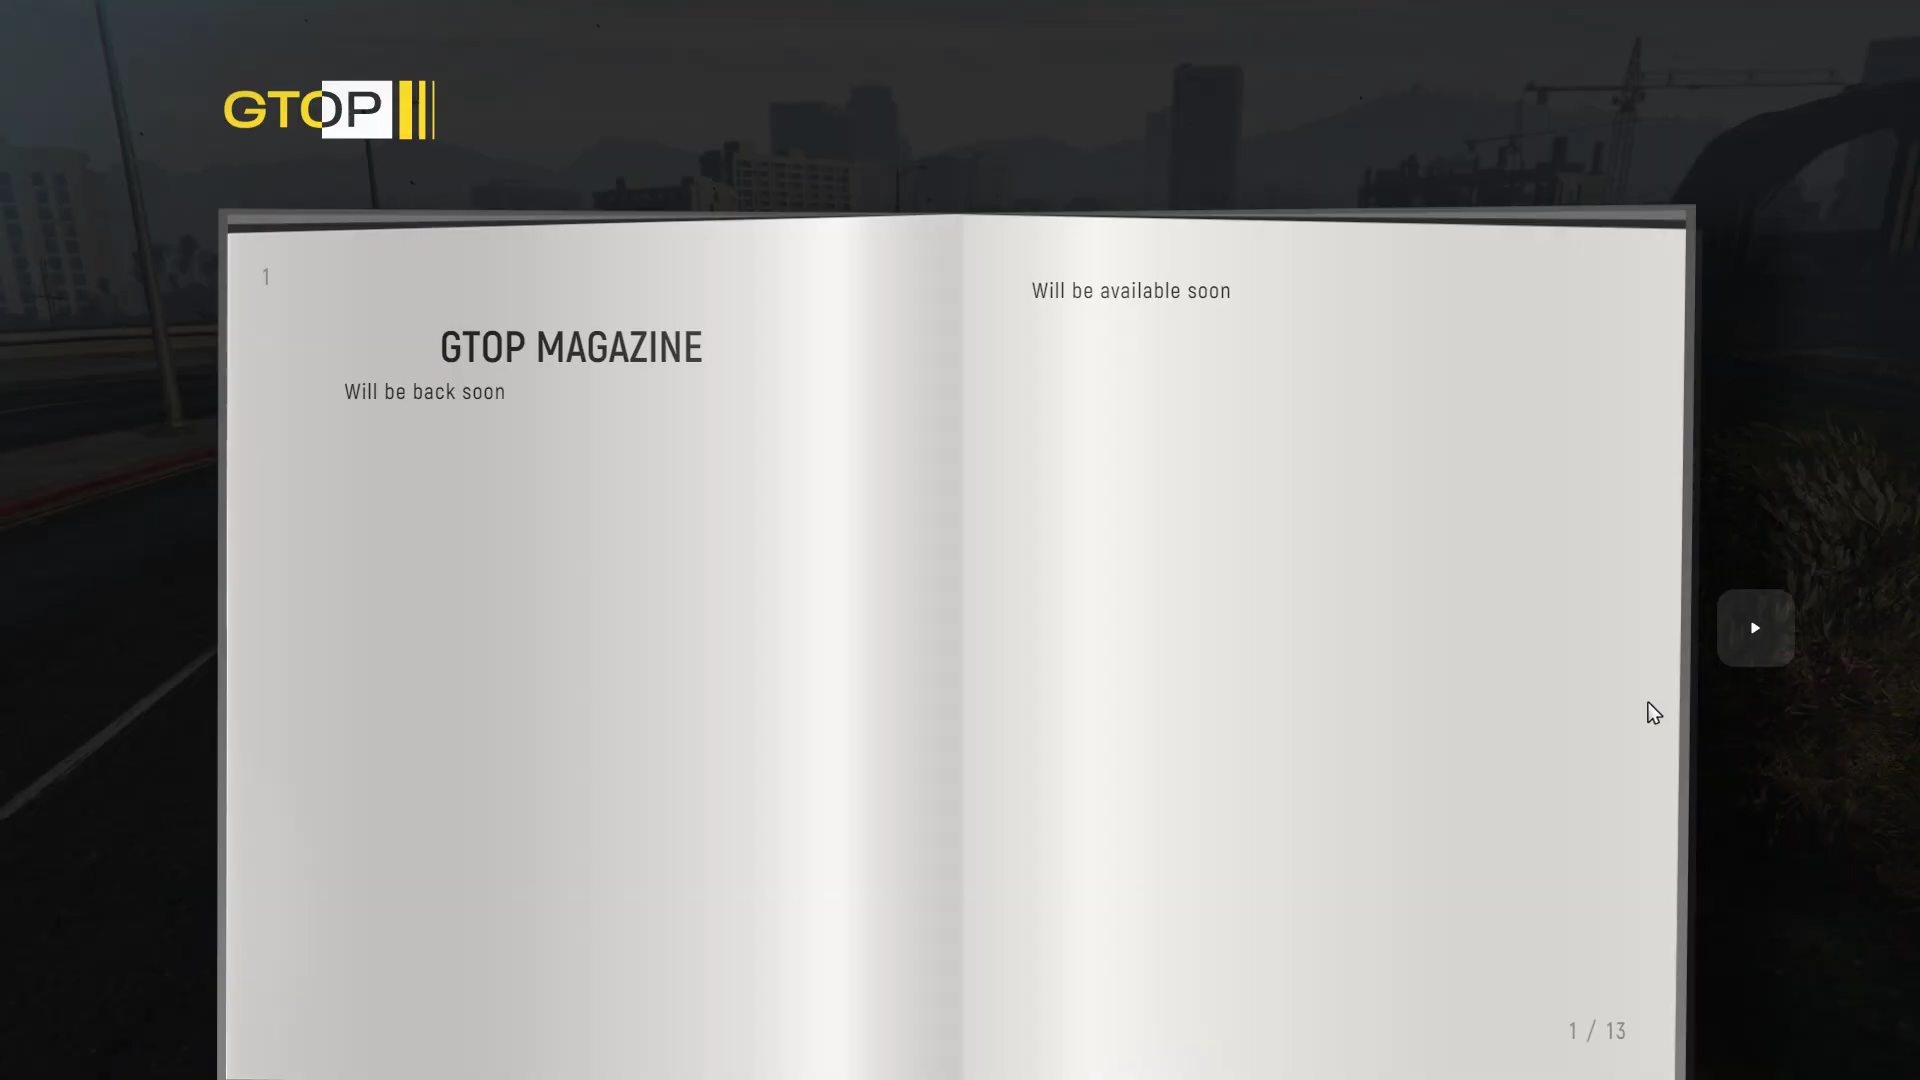 GTOP
1
GTOP MAGAZINE
Will be back soon
Will be available soon
1 / 13